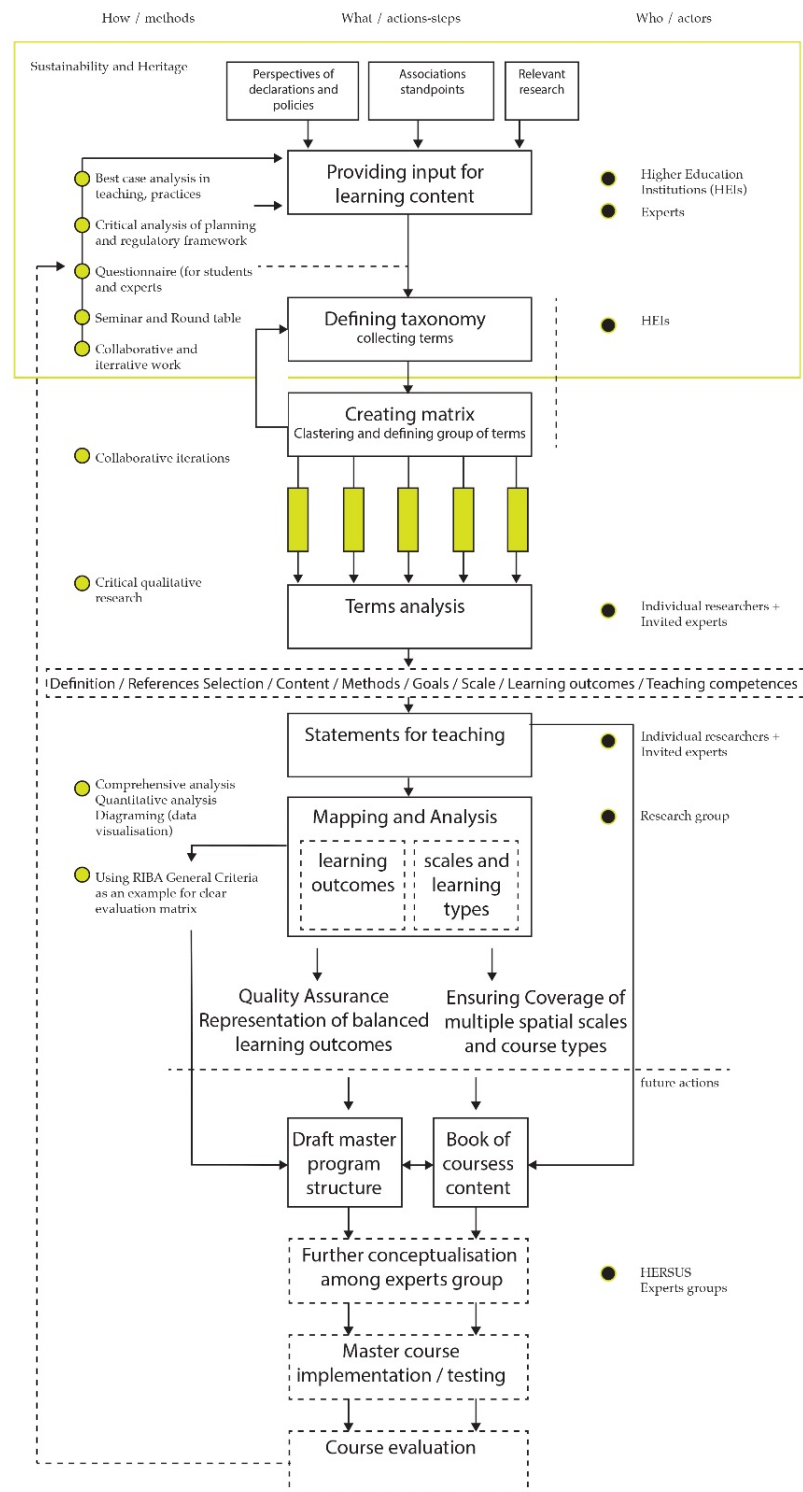 How / methods
What / actions-steps
Who / actors
Sustainability and Heritage
Perspectives of
declarations and
policies
Associations
standpoints
Relevant
research
Best case analysis in
teaching, practices
Critical analysis of planning
and regulatory framework
Questionnaire (for students
and experts
Seminar and Round table
Collaborative and
iterrative work
Providing input for
learning content
Higher Education
Institutions (HEIs)
Experts
Defining taxonomy
collecting terms
HEIs
Creating matrix
Clastering and defining group of terms
Collaborative iterations
Critical qualitative
research
Terms analysis
Individual researchers +
Invited experts
Definition / References Selection / Content / Methods / Goals / Scale / Learning outcomes / Teaching competences
Statements for teaching
Individual researchers +
Invited experts
Comprehensive analysis
Quantitative analysis
Diagraming (data
visualisation)
Using RIBA General Criteria
as an example for clear
evaluation matrix
Mapping and Analysis
learning
outcomes
scales and
learning
types
Research group
Quality Assurance
Representation of balanced
learning outcomes
Ensuring Coverage of
multiple spatial scales
and course types
future actions
Draft master
program
structure
Book of
coursess
content
Further conceptualisation
among experts group
HERSUS
Experts groups
Master course
implementation / testing
Course evaluation